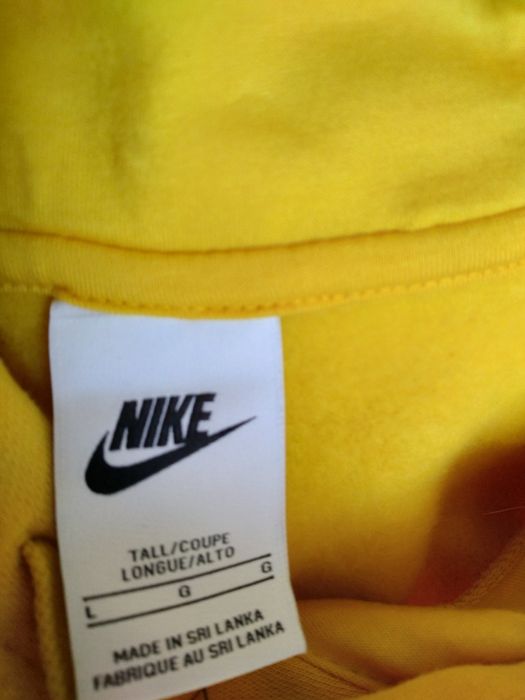 NIKE
TALL/COUPE
LONGUE/ALTO
L G G
MADE IN SRI LANKA
FABRIQUE AU SRI LANKA